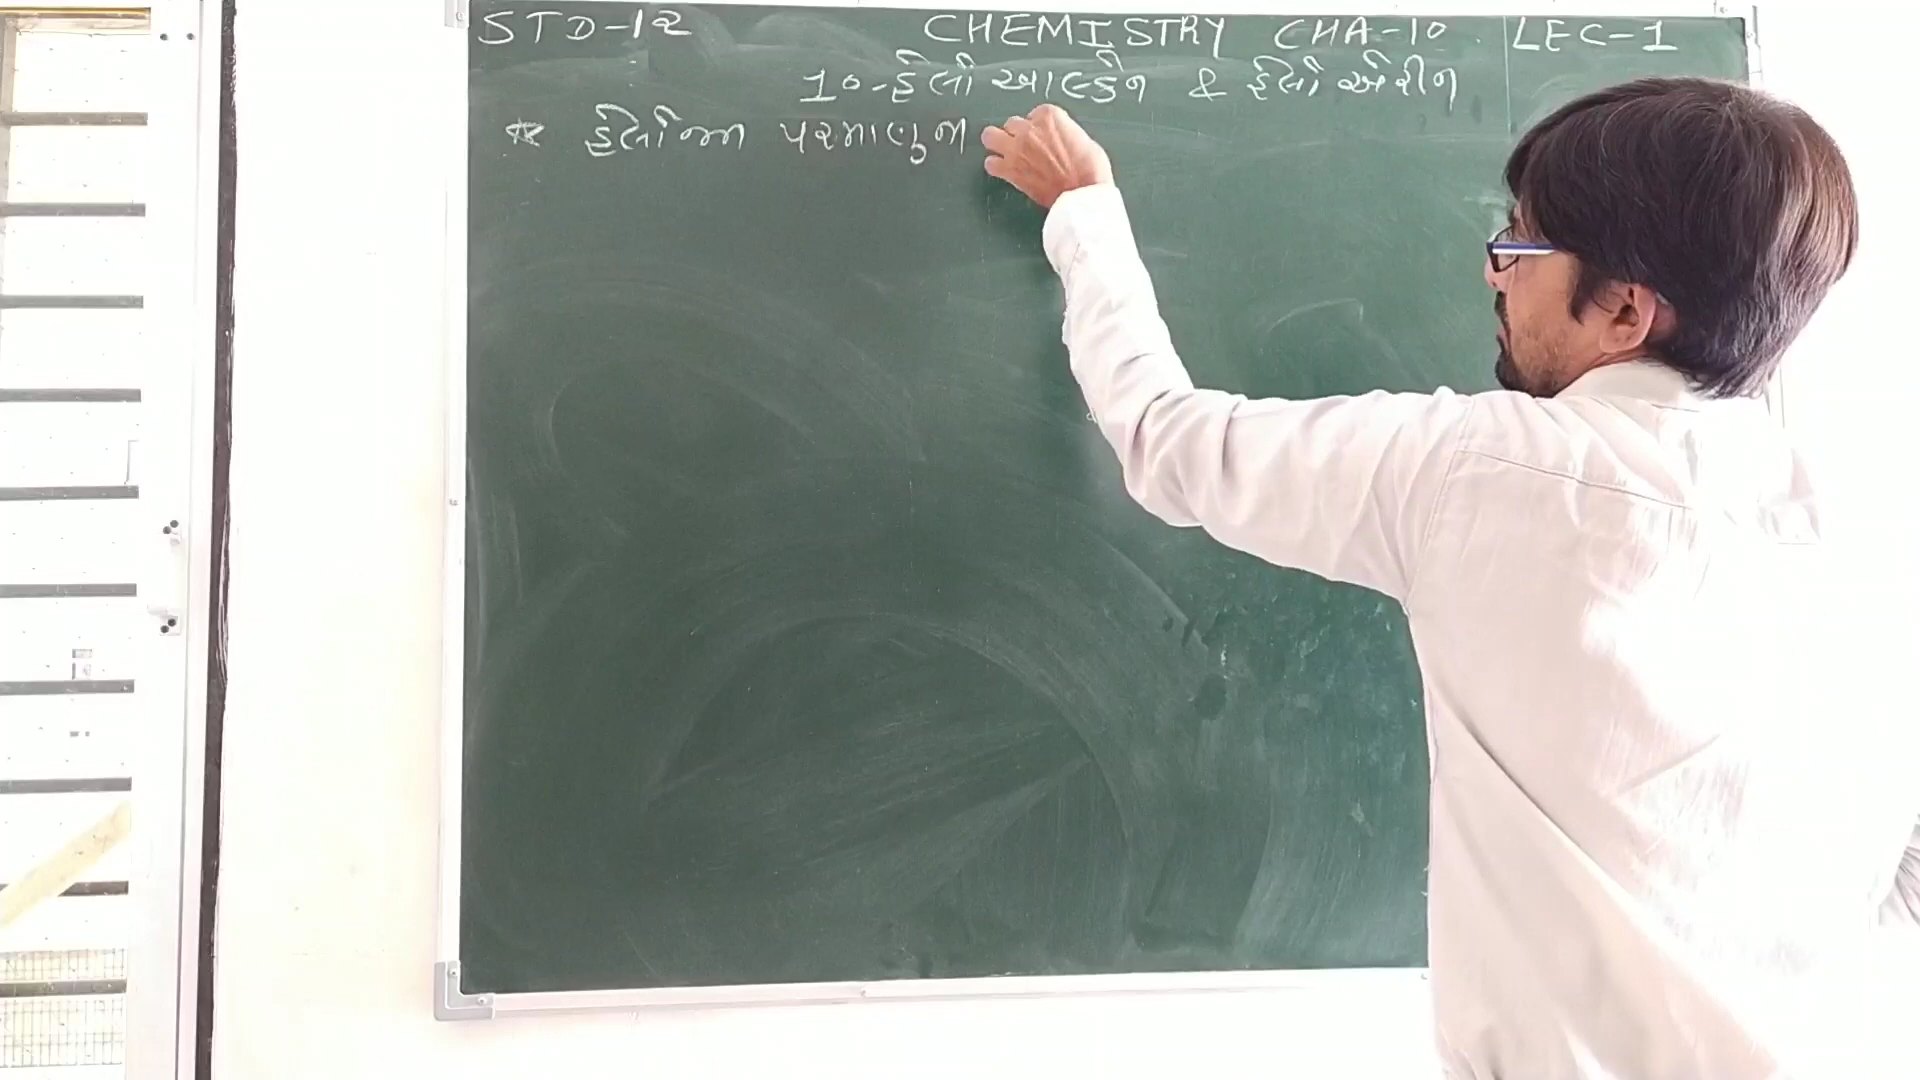 STD-12 CHEMISTRY CHA-10 LEC-1
10-હેલો આલ્કેન & હેલો એરીન
* હેલોજન પરમાણુના